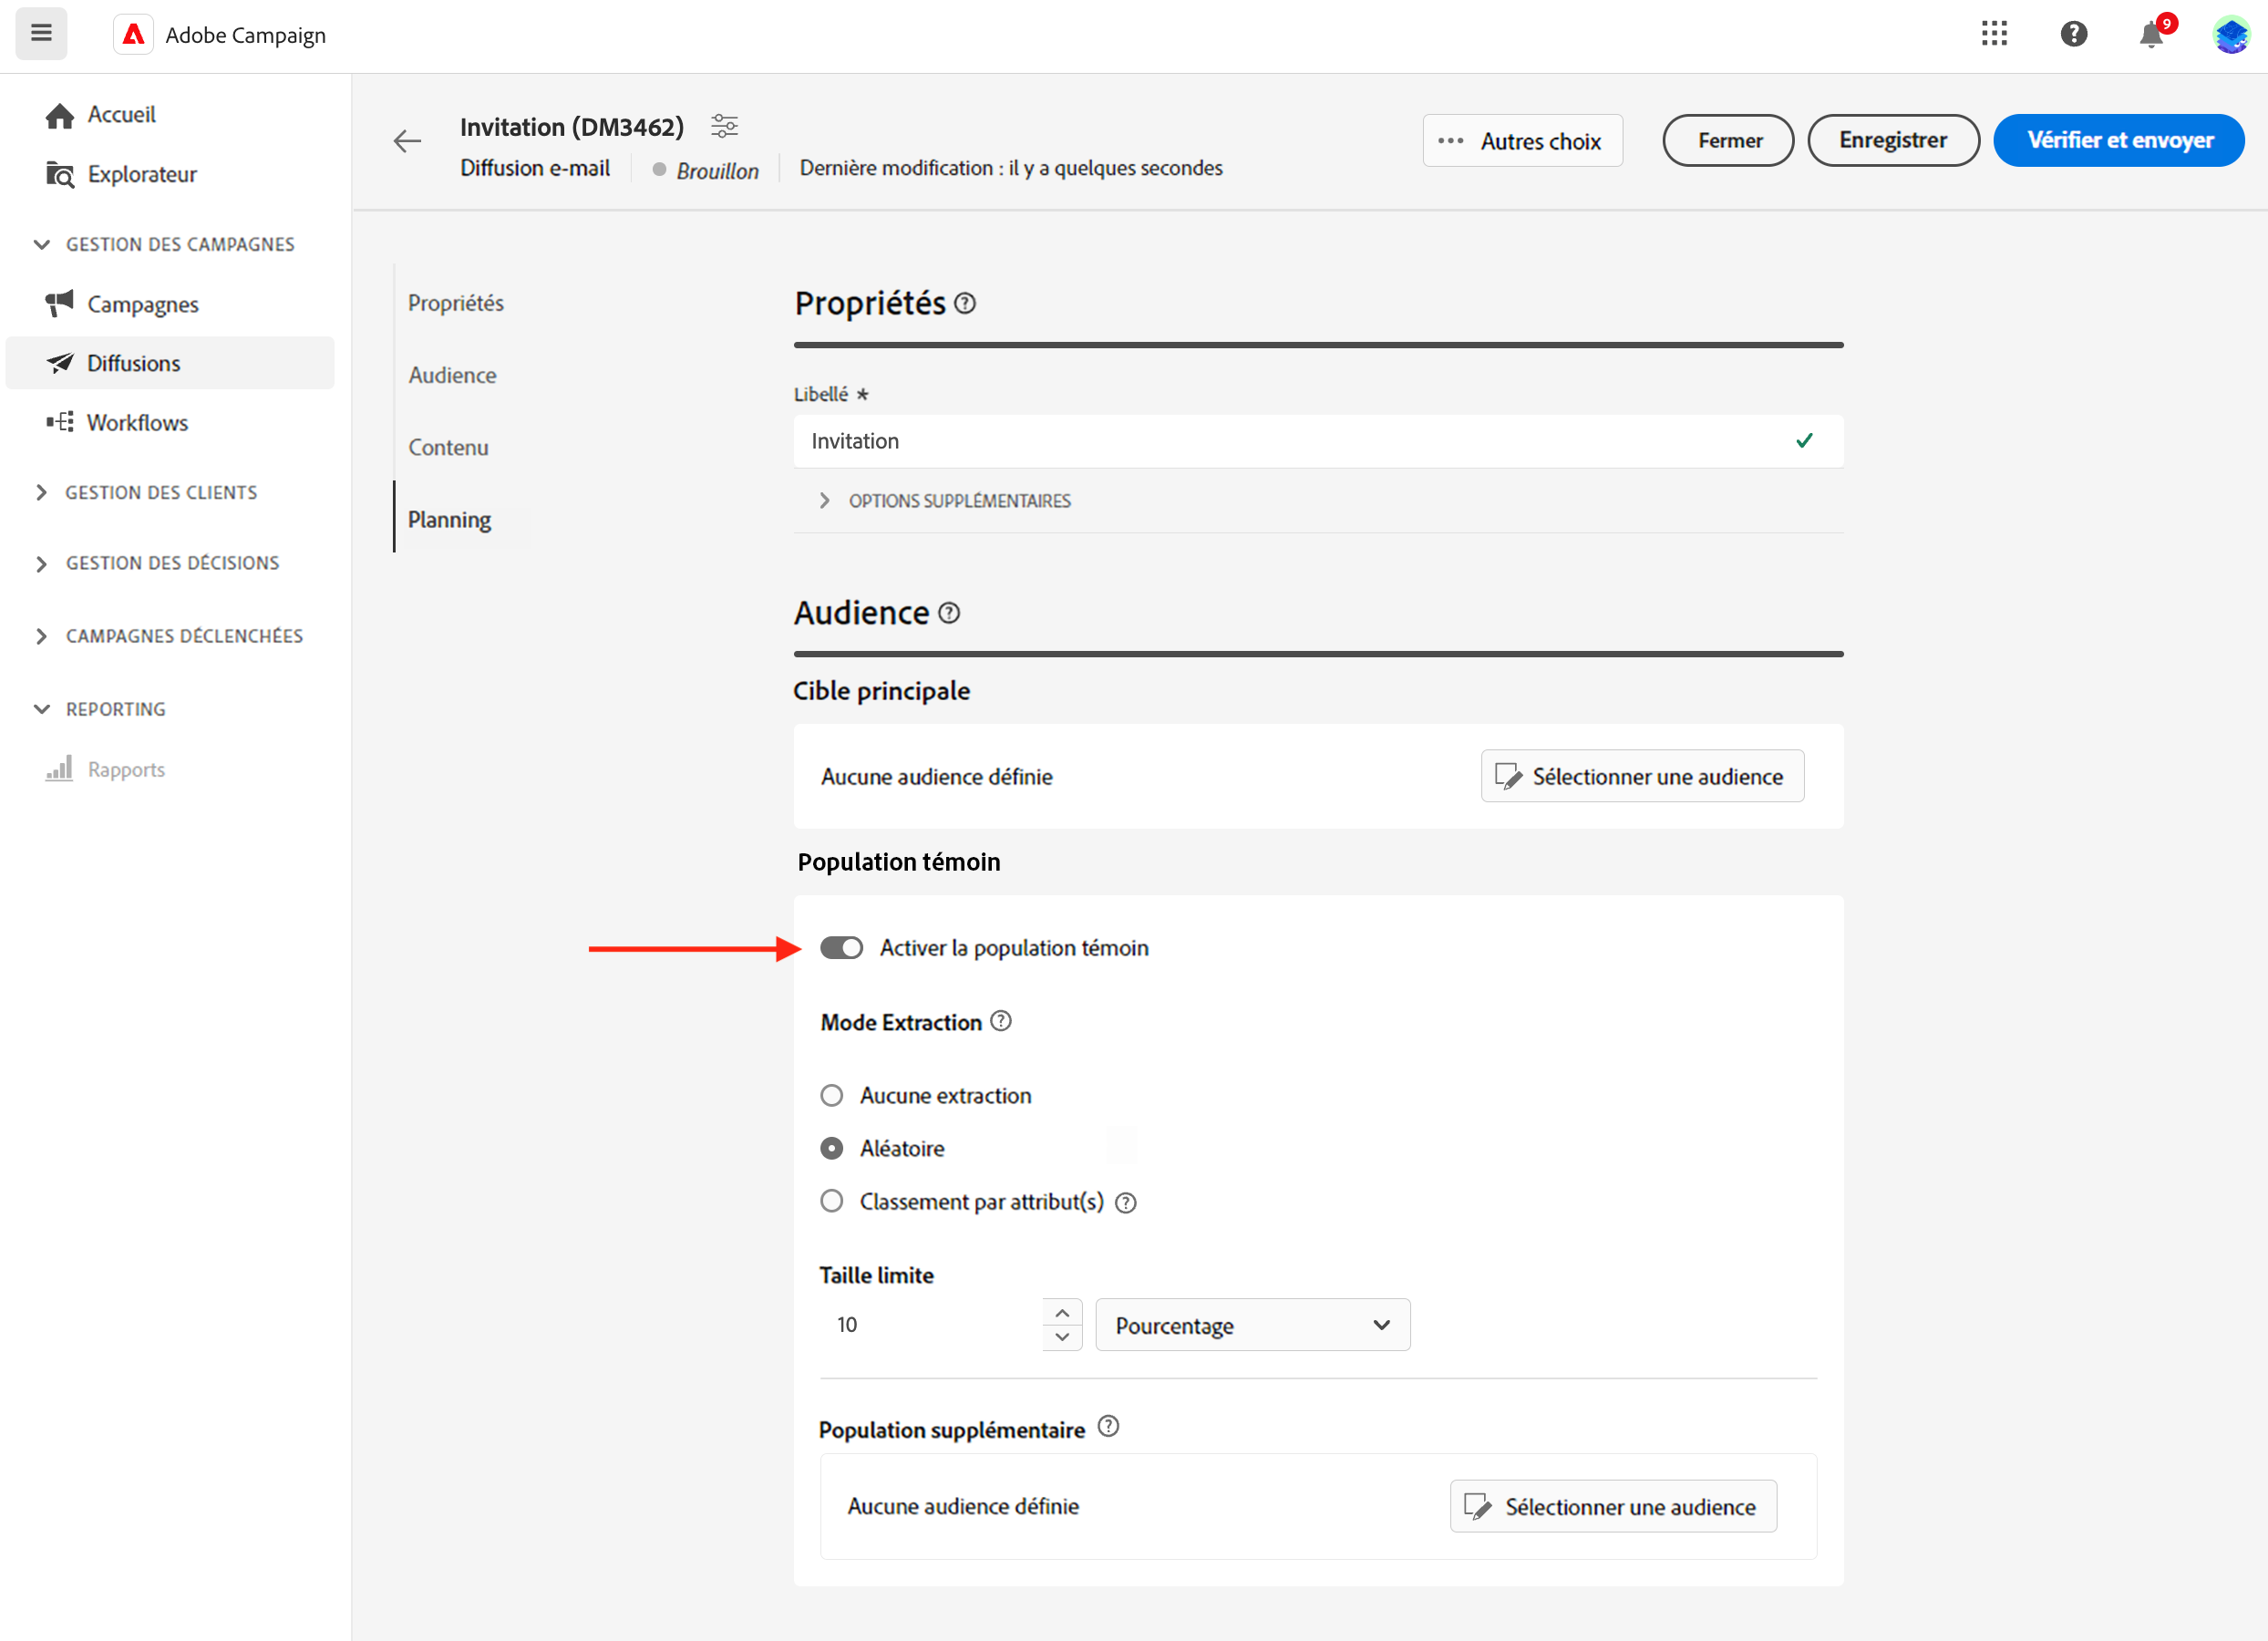 Adobe Campaign
9
Accueil
Explorateur
GESTION DES CAMPAGNES
Campagnes
Diffusions
Workflows
GESTION DES CLIENTS
GESTION DES DÉCISIONS
CAMPAGNES DÉCLENCHÉES
REPORTING
Rapports
Invitation (DM3462)
Diffusion e-mail
Brouillon
Dernière modification : il y a quelques secondes
Autres choix
Fermer
Enregistrer
Vérifier et envoyer
Propriétés
Audience
Contenu
Planning
Propriétés
Libellé *
Invitation
OPTIONS SUPPLÉMENTAIRES
Audience
Cible principale
Aucune audience définie
Sélectionner une audience
Population témoin
Activer la population témoin
Mode Extraction
Aucune extraction
Aléatoire
Classement par attribut(s)
Taille limite
10
Pourcentage
Population supplémentaire
Aucune audience définie
Sélectionner une audience